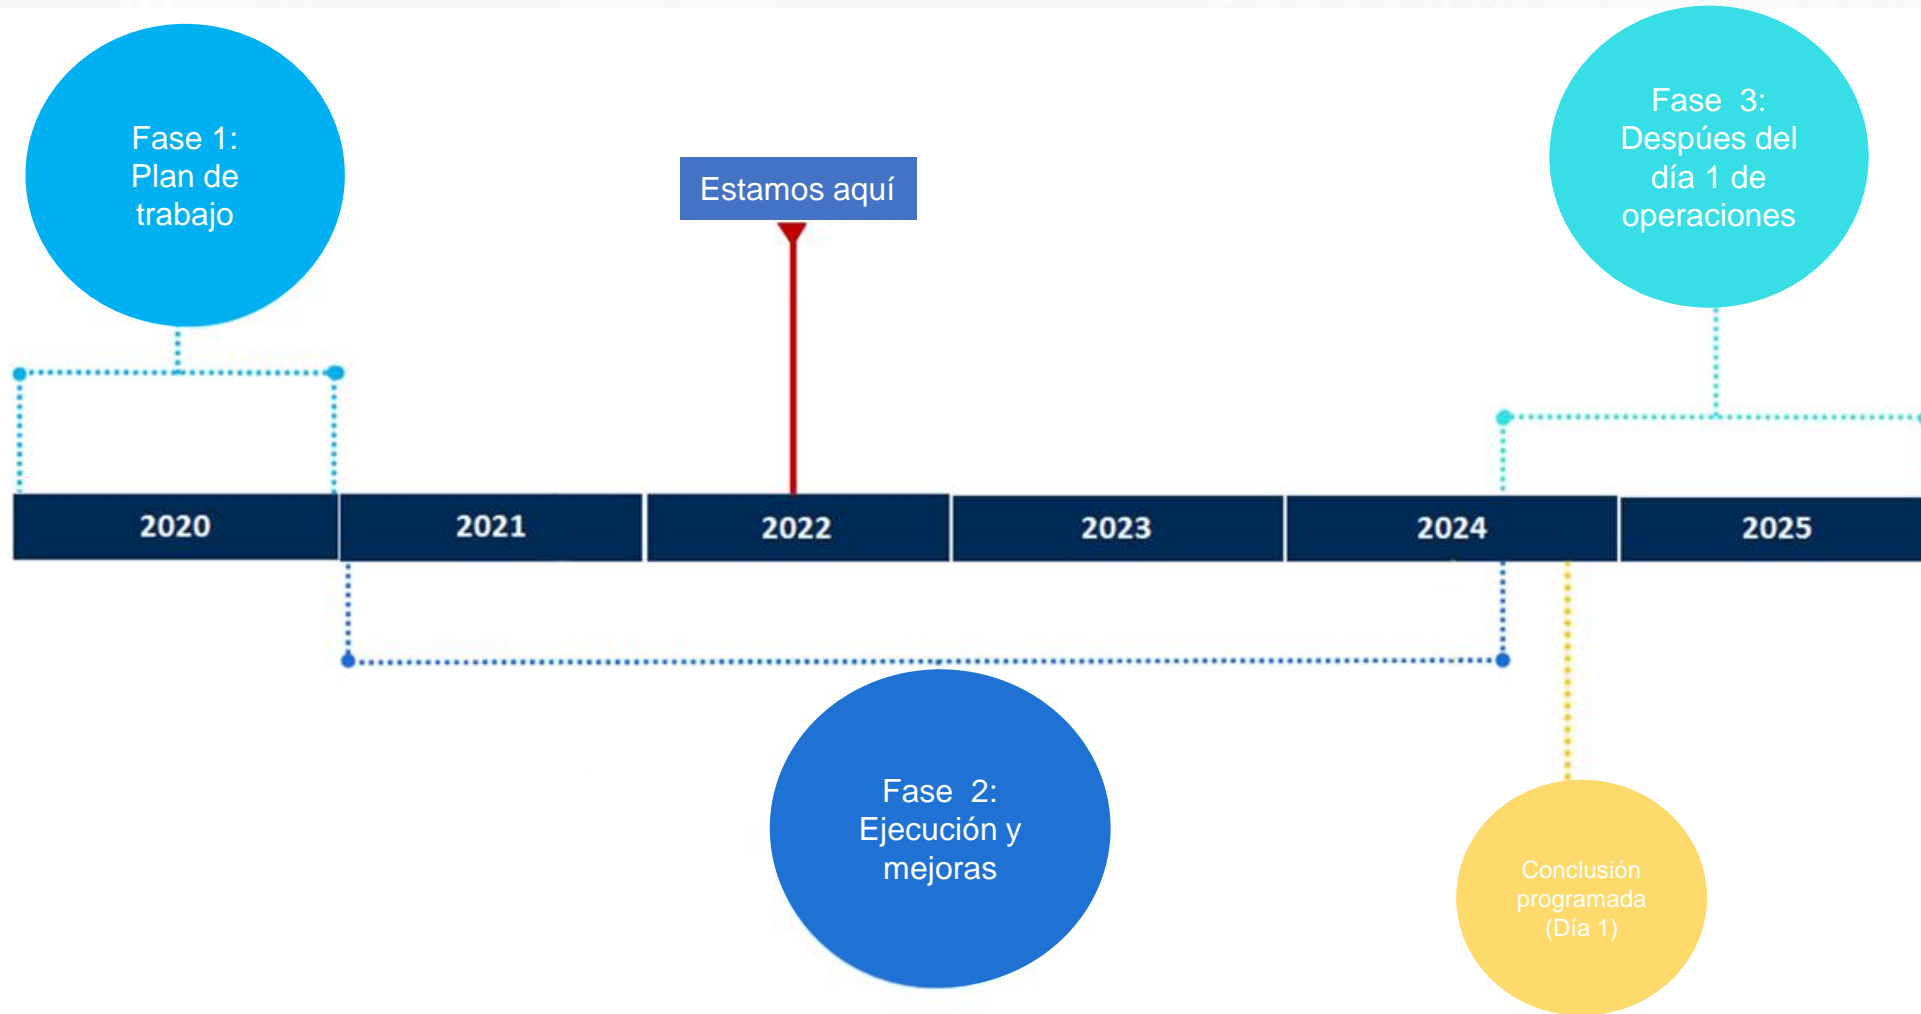 Fase 1:
Plan de
trabajo
Estamos aquí
Fase 3:
Despúes del
día 1 de
operaciones
2020
2021
2022
2023
2024
2025
Fase 2:
Ejecución y
mejoras
Conclusión
programada
(Día 1)